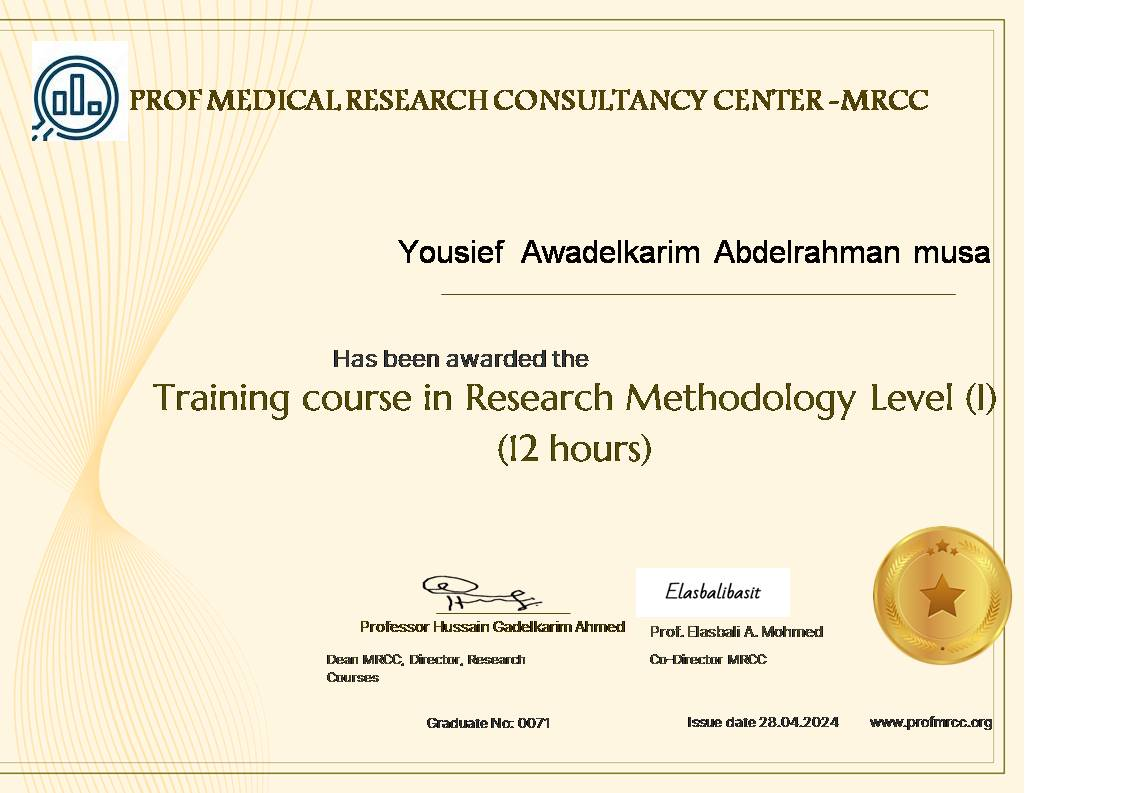 PROF MEDICAL RESEARCH CONSULTANCY CENTER -MRCC
Yousief Awadelkarim Abdelrahman musa
Has been awarded the
Training course in Research Methodology Level (I)
(12 hours)
Elasbalibasit
Professor Hussain Gadelkarim Ahmed
Prof. Elasbali A. Mohmed
Dean MRCC, Director, Research
Courses
Co-Director MRCC
Graduate No: 0071
Issue date 28.04.2024
www.profmrcc.org